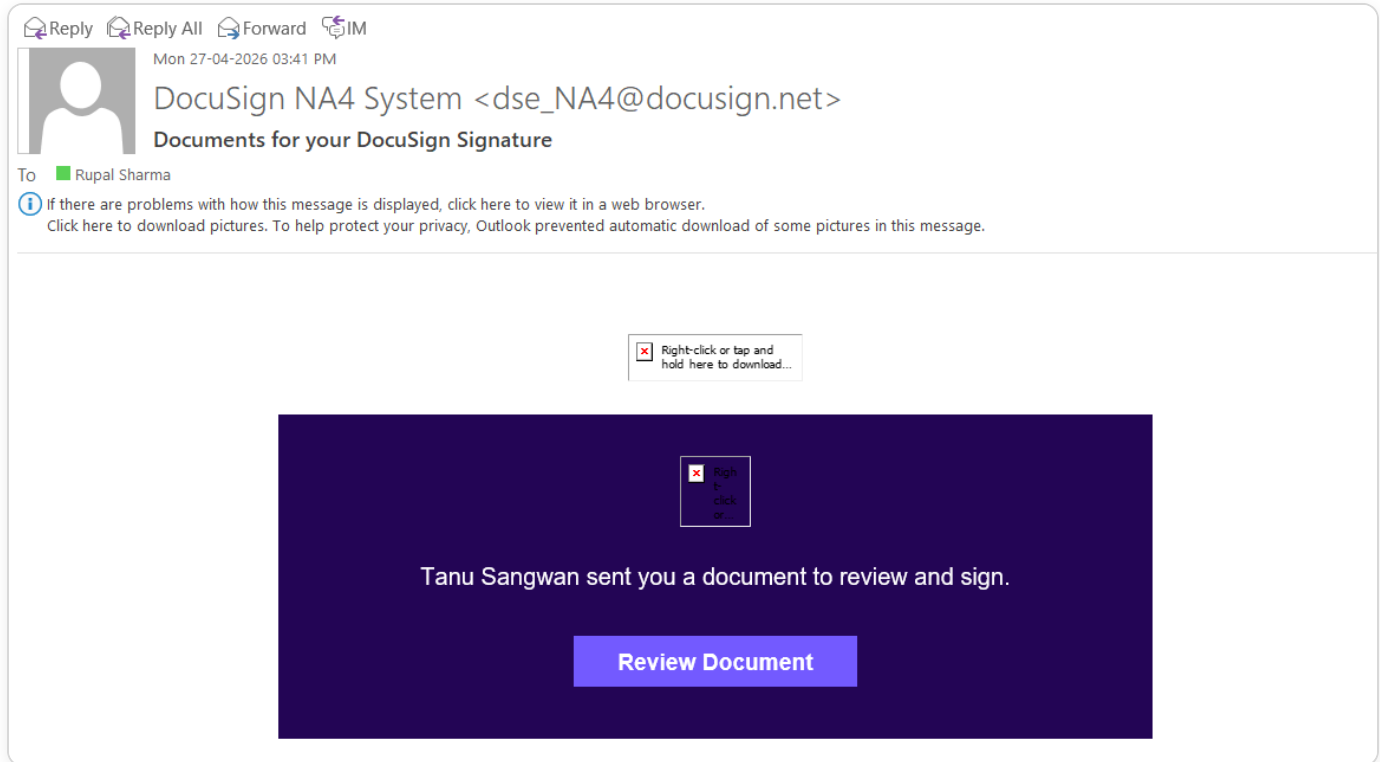 Reply Reply All Forward IM
Mon 27-04-2026 03:41 PM
DocuSign NA4 System <dse_NA4@docusign.net>
Documents for your DocuSign Signature
To Rupal Sharma
If there are problems with how this message is displayed, click here to view it in a web browser.
Click here to download pictures. To help protect your privacy, Outlook prevented automatic download of some pictures in this message.
Right-click or tap and
hold here to download...
Righ
t-
click
or...
Tanu Sangwan sent you a document to review and sign.
Review Document